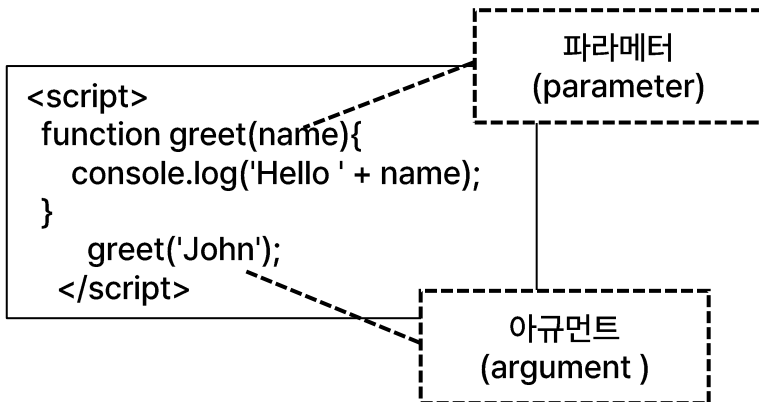 파라메터
(parameter)
<script>
function greet(name){
console.log('Hello ' + name);
}
greet('John');
</script>
아규먼트
(argument )